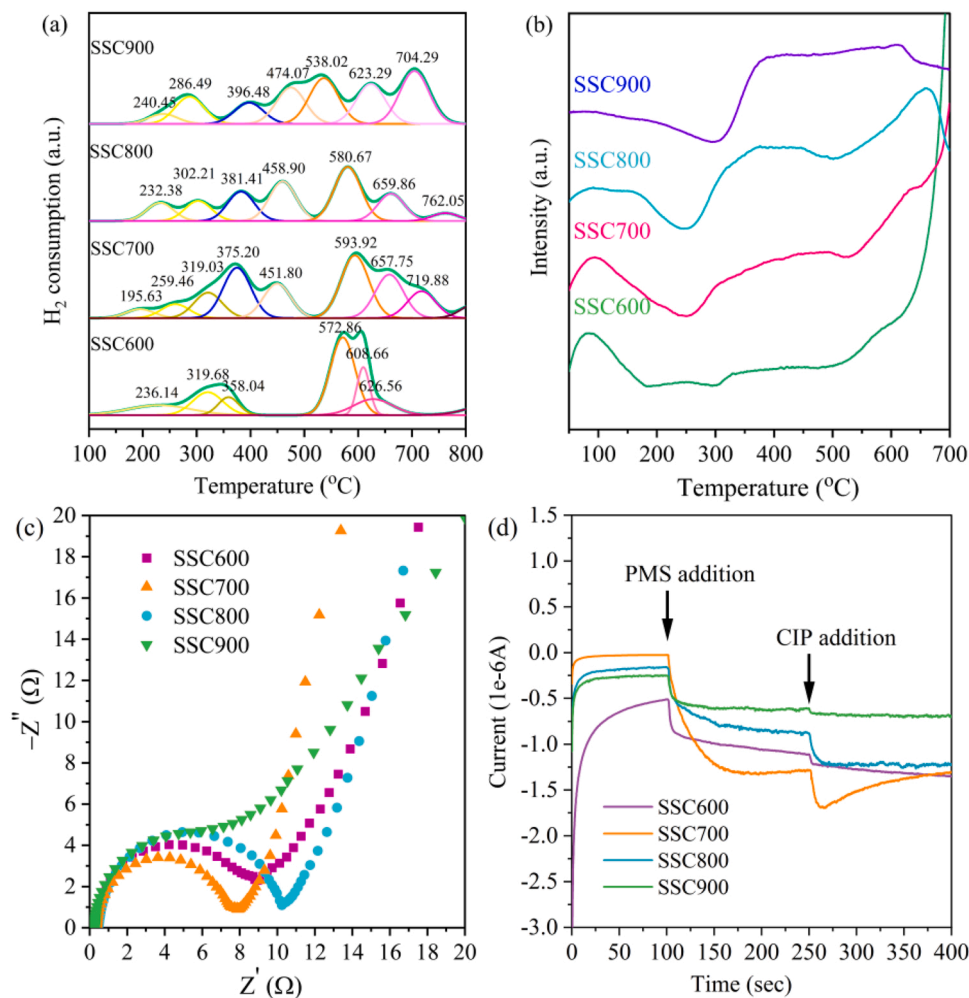 (a)
SSC900
240.45
286.49
396.48
474.07
538.02
623.29
704.29
SSC800
232.38
302.21
381.41
458.90
580.67
659.86
762.05
SSC700
195.63
259.46
319.03
375.20
451.80
593.92
657.75
719.88
SSC600
236.14
319.68
358.04
572.86
608.66
626.56
H2 consumption (a.u.)
100 200 300 400 500 600 700 800
Temperature (°C)
(b)
SSC900
SSC800
SSC700
SSC600
Intensity (a.u.)
100 200 300 400 500 600 700
Temperature (°C)
(c)
20
18
16
14
12
10
8
6
4
2
0
SSC600
SSC700
SSC800
SSC900
−Z'' (Ω)
0 2 4 6 8 10 12 14 16 18 20
Z' (Ω)
(d)
1.5
1.0
0.5
0.0
-0.5
-1.0
-1.5
-2.0
-2.5
-3.0
PMS addition
CIP addition
SSC600
SSC700
SSC800
SSC900
Current (1e-6A)
0 50 100 150 200 250 300 350 400
Time (sec)